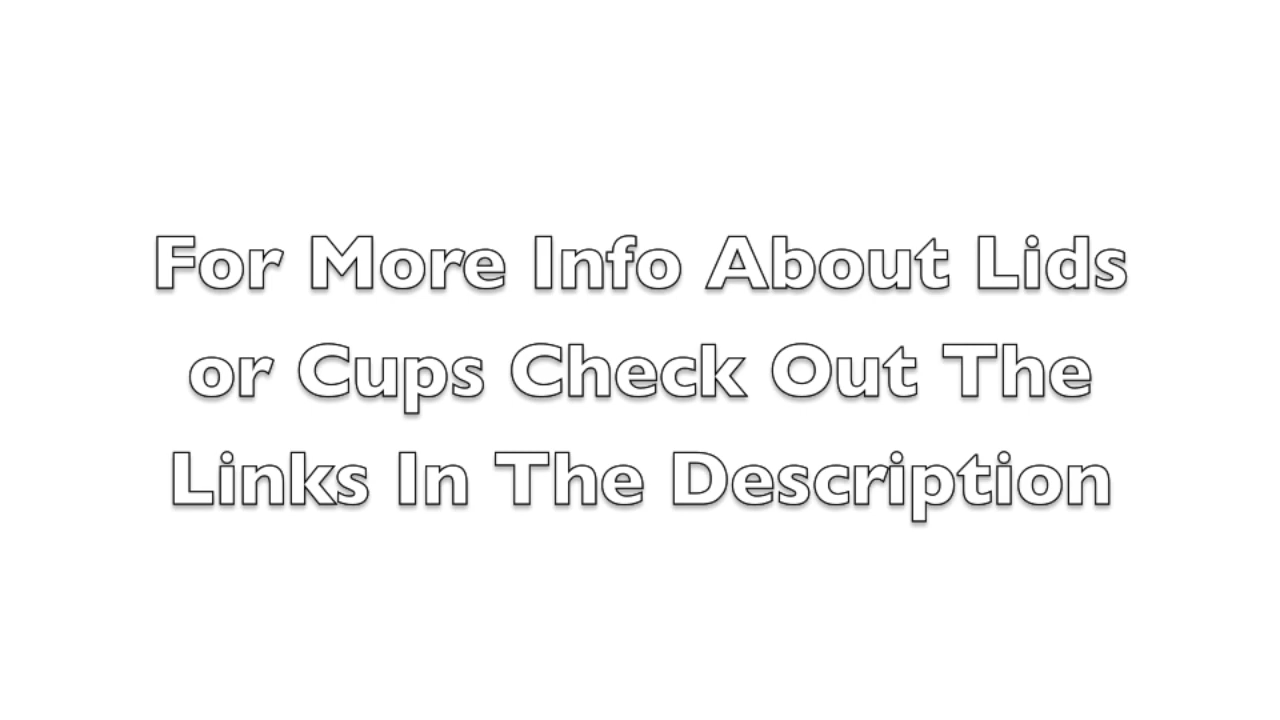 For More Info About Lids
or Cups Check Out The
Links In The Description